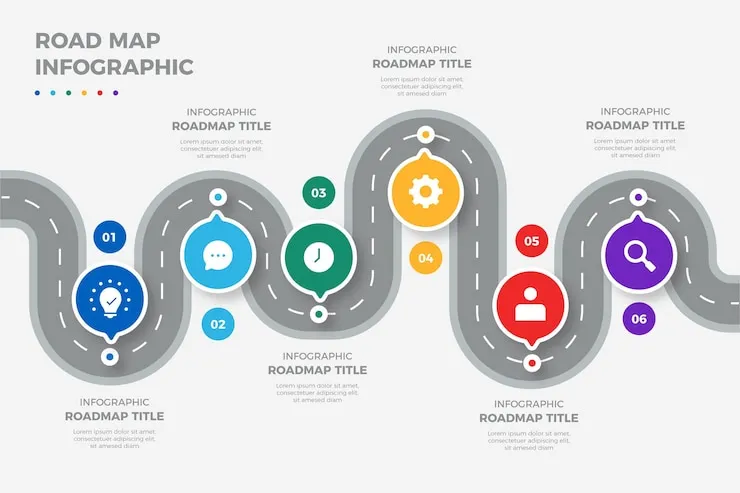 ROAD MAP
INFOGRAPHIC
01
INFOGRAPHIC
ROADMAP TITLE
Lorem ipsum dolor sit amet,
consectetuer adipiscing elit,
sit amesed diam
02
INFOGRAPHIC
ROADMAP TITLE
Lorem ipsum dolor sit amet,
consectetuer adipiscing elit,
sit amesed diam
03
INFOGRAPHIC
ROADMAP TITLE
Lorem ipsum dolor sit amet,
consectetuer adipiscing elit,
sit amesed diam
04
INFOGRAPHIC
ROADMAP TITLE
Lorem ipsum dolor sit amet,
consectetuer adipiscing elit,
sit amesed diam
05
INFOGRAPHIC
ROADMAP TITLE
Lorem ipsum dolor sit amet,
consectetuer adipiscing elit,
sit amesed diam
06
INFOGRAPHIC
ROADMAP TITLE
Lorem ipsum dolor sit amet,
consectetuer adipiscing elit,
sit amesed diam